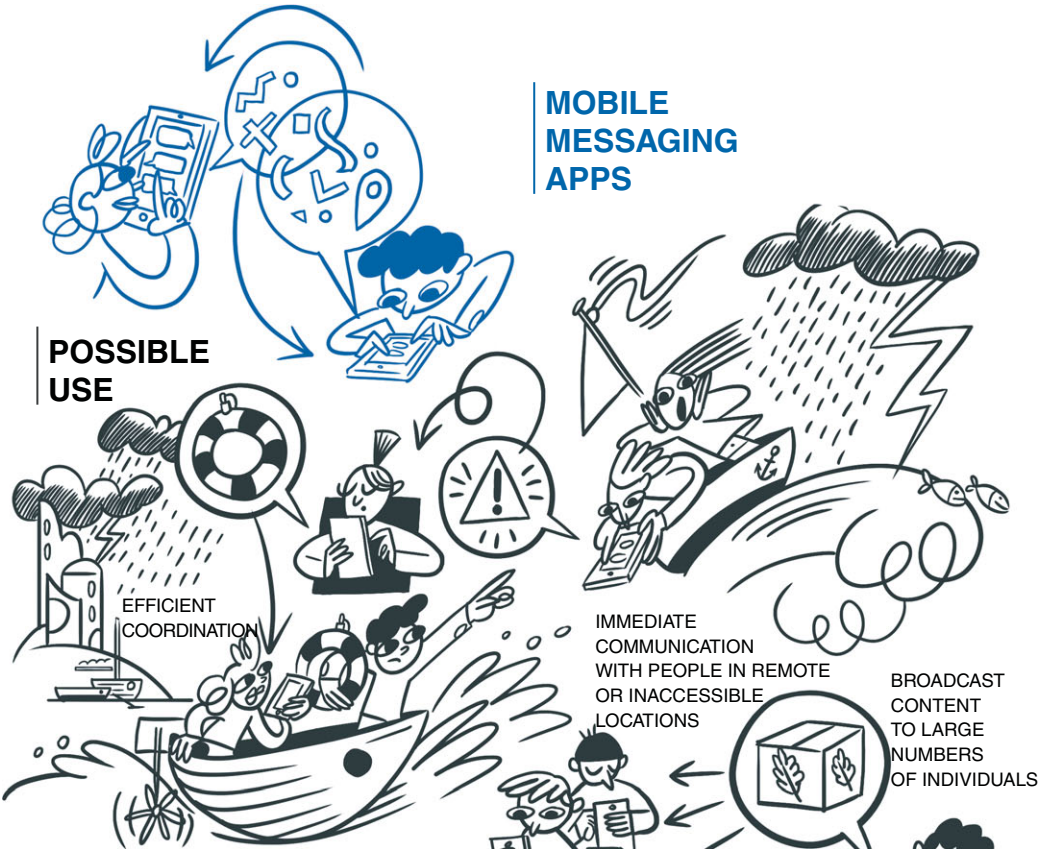 MOBILE
MESSAGING
APPS
POSSIBLE
USE
EFFICIENT
COORDINATION
IMMEDIATE
COMMUNICATION
WITH PEOPLE IN REMOTE
OR INACCESSIBLE
LOCATIONS
BROADCAST
CONTENT
TO LARGE
NUMBERS
OF INDIVIDUALS